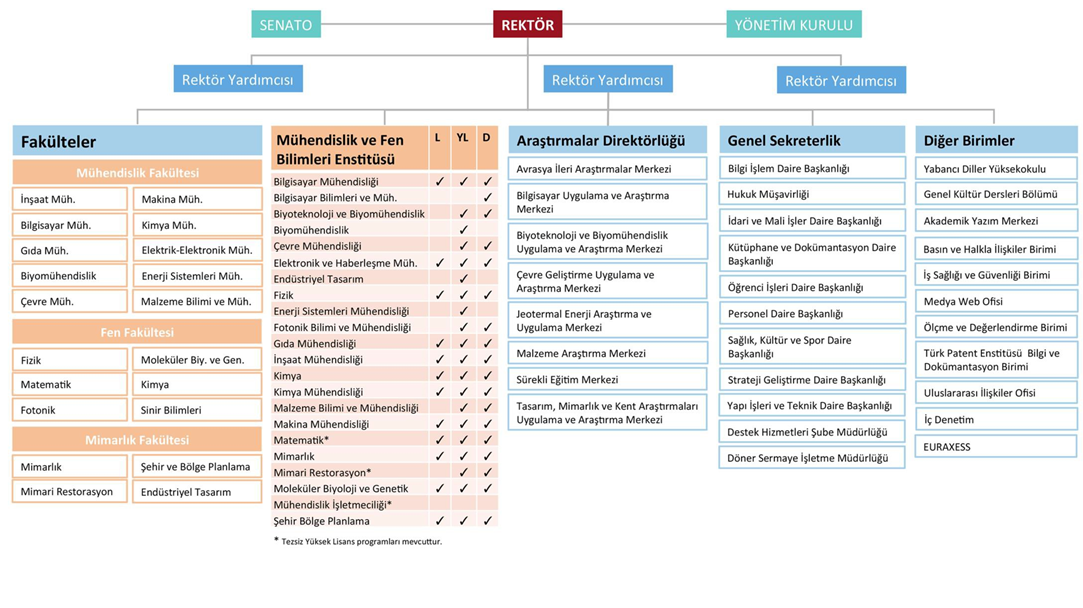 SENATO
REKTÖR
YÖNETİM KURULU
Rektör Yardımcısı
Rektör Yardımcısı
Rektör Yardımcısı
Fakülteler
Mühendislik Fakültesi
İnşaat Müh.
Makina Müh.
Bilgisayar Müh.
Kimya Müh.
Gıda Müh.
Elektrik-Elektronik Müh.
Biyomühendislik
Enerji Sistemleri Müh.
Çevre Müh.
Malzeme Bilimi ve Müh.
Fen Fakültesi
Fizik
Moleküler Biy. ve Gen.
Matematik
Kimya
Fotonik
Sinir Bilimleri
Mimarlık Fakültesi
Mimarlık
Şehir ve Bölge Planlama
Mimari Restorasyon
Endüstriyel Tasarım
Mühendislik ve Fen
Bilimleri Enstitüsü
L YL D
Bilgisayar Mühendisliği ✓ ✓ ✓
Bilgisayar Bilimleri ve Müh. ✓
Biyoteknoloji ve Biyomühendislik ✓ ✓
Biyomühendislik ✓
Çevre Mühendisliği ✓ ✓
Elektronik ve Haberleşme Müh. ✓ ✓ ✓
Endüstriyel Tasarım ✓
Fizik ✓ ✓ ✓
Enerji Sistemleri Mühendisliği ✓
Fotonik Bilimi ve Mühendisliği ✓ ✓
Gıda Mühendisliği ✓ ✓ ✓
İnşaat Mühendisliği ✓ ✓ ✓
Kimya ✓ ✓ ✓
Kimya Mühendisliği ✓ ✓ ✓
Malzeme Bilimi ve Mühendisliği ✓ ✓
Makina Mühendisliği ✓ ✓ ✓
Matematik* ✓ ✓ ✓
Mimarlık ✓ ✓ ✓
Mimari Restorasyon* ✓ ✓
Moleküler Biyoloji ve Genetik ✓ ✓ ✓
Mühendislik İşletmeciliği*
Şehir Bölge Planlama ✓ ✓ ✓
* Tezsiz Yüksek Lisans programları mevcuttur.
Araştırmalar Direktörlüğü
Avrasya İleri Araştırmalar Merkezi
Bilgisayar Uygulama ve Araştırma
Merkezi
Biyoteknoloji ve Biyomühendislik
Uygulama ve Araştırma Merkezi
Çevre Geliştirme Uygulama ve
Araştırma Merkezi
Jeotermal Enerji Araştırma ve
Uygulama Merkezi
Malzeme Araştırma Merkezi
Sürekli Eğitim Merkezi
Tasarım, Mimarlık ve Kent Araştırmaları
Uygulama ve Araştırma Merkezi
Genel Sekreterlik
Bilgi İşlem Daire Başkanlığı
Hukuk Müşavirliği
İdari ve Mali İşler Daire Başkanlığı
Kütüphane ve Dokümantasyon Daire
Başkanlığı
Öğrenci İşleri Daire Başkanlığı
Personel Daire Başkanlığı
Sağlık, Kültür ve Spor Daire
Başkanlığı
Strateji Geliştirme Daire Başkanlığı
Yapı İşleri ve Teknik Daire Başkanlığı
Destek Hizmetleri Şube Müdürlüğü
Döner Sermaye İşletme Müdürlüğü
Diğer Birimler
Yabancı Diller Yüksekokulu
Genel Kültür Dersleri Bölümü
Akademik Yazım Merkezi
Basın ve Halkla İlişkiler Birimi
İş Sağlığı ve Güvenliği Birimi
Medya Web Ofisi
Ölçme ve Değerlendirme Birimi
Türk Patent Enstitüsü Bilgi ve
Dokümantasyon Birimi
Uluslararası İlişkiler Ofisi
İç Denetim
EURAXESS